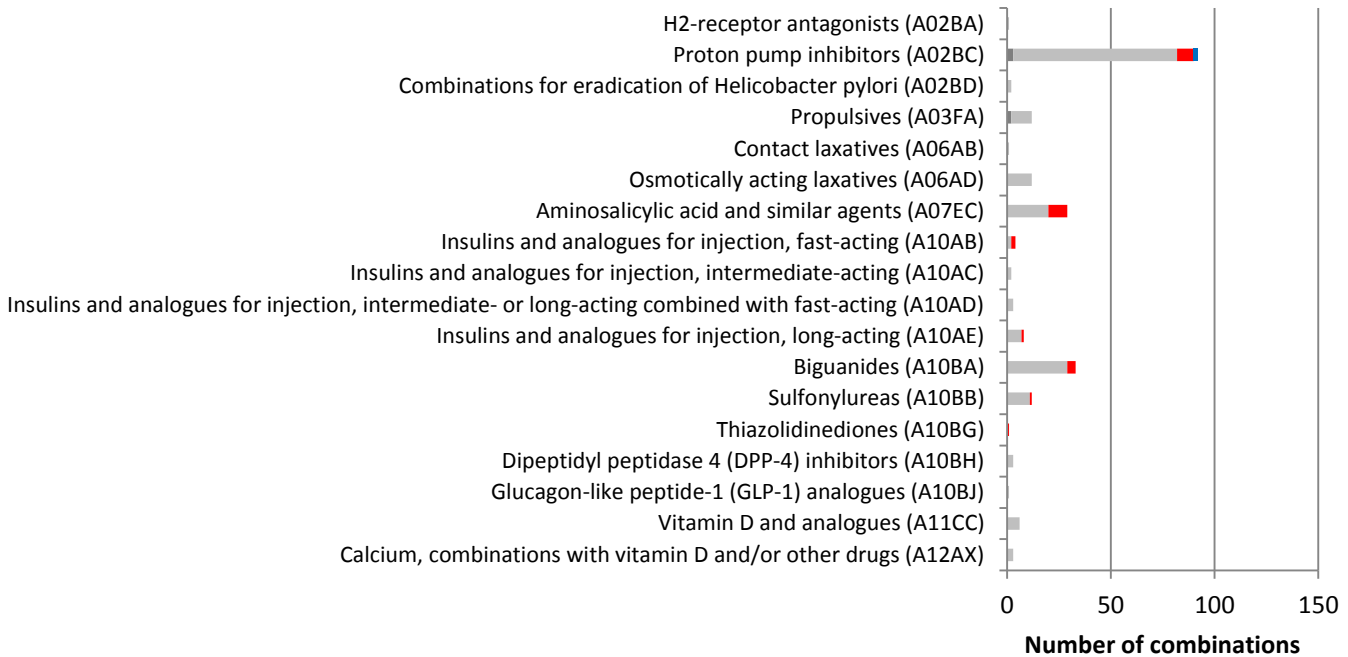 H2-receptor antagonists (A02BA)
Proton pump inhibitors (A02BC)
Combinations for eradication of Helicobacter pylori (A02BD)
Propulsives (A03FA)
Contact laxatives (A06AB)
Osmotically acting laxatives (A06AD)
Aminosalicylic acid and similar agents (A07EC)
Insulins and analogues for injection, fast-acting (A10AB)
Insulins and analogues for injection, intermediate-acting (A10AC)
Insulins and analogues for injection, intermediate- or long-acting combined with fast-acting (A10AD)
Insulins and analogues for injection, long-acting (A10AE)
Biguanides (A10BA)
Sulfonylureas (A10BB)
Thiazolidinediones (A10BG)
Dipeptidyl peptidase 4 (DPP-4) inhibitors (A10BH)
Glucagon-like peptide-1 (GLP-1) analogues (A10BJ)
Vitamin D and analogues (A11CC)
Calcium, combinations with vitamin D and/or other drugs (A12AX)
0 50 100 150
Number of combinations